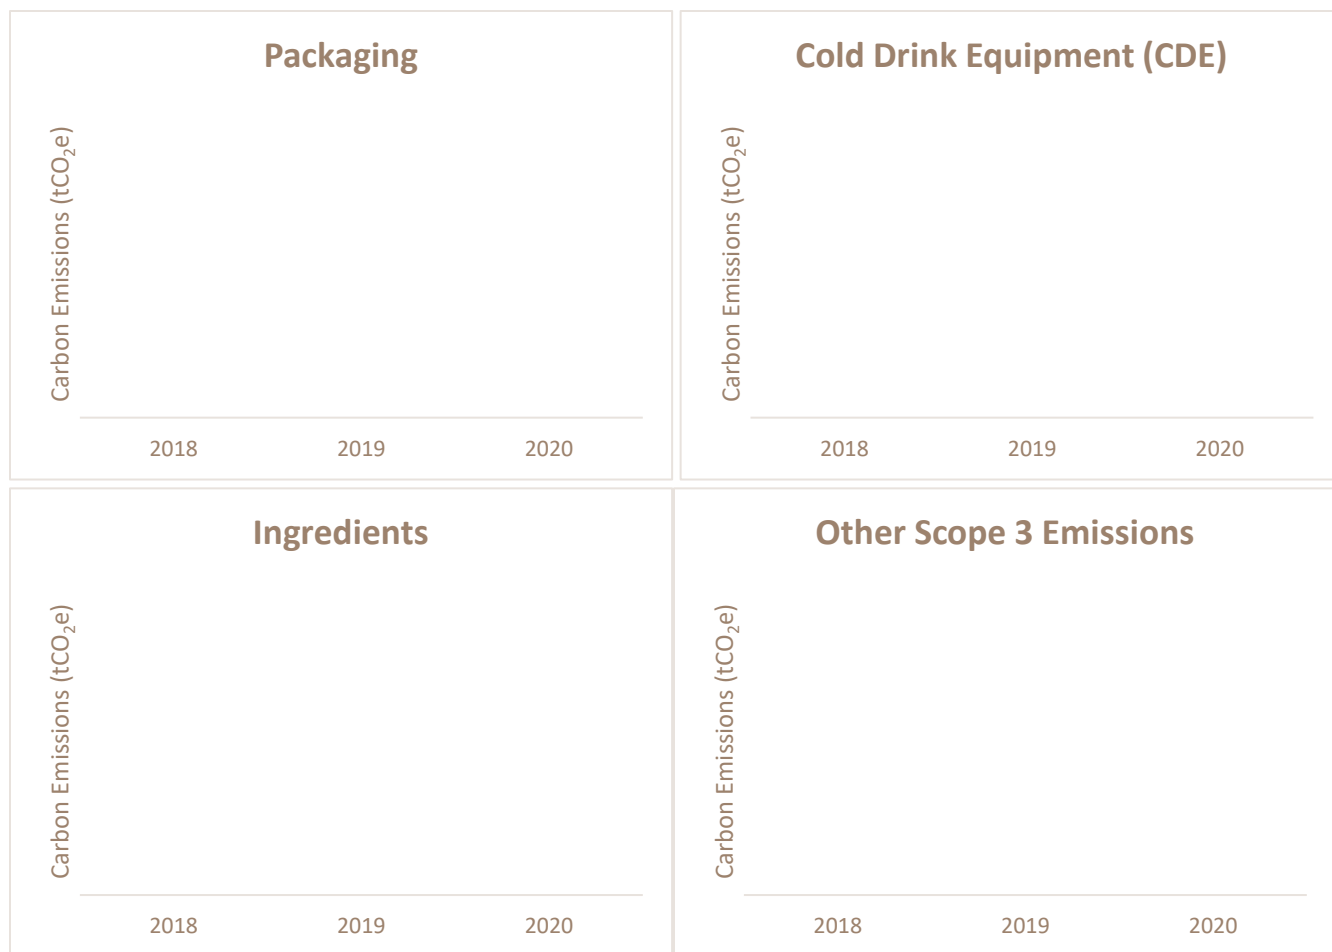 Packaging
Carbon Emissions (tCO₂e)
2018 2019 2020
Cold Drink Equipment (CDE)
Carbon Emissions (tCO₂e)
2018 2019 2020
Ingredients
Carbon Emissions (tCO₂e)
2018 2019 2020
Other Scope 3 Emissions
Carbon Emissions (tCO₂e)
2018 2019 2020